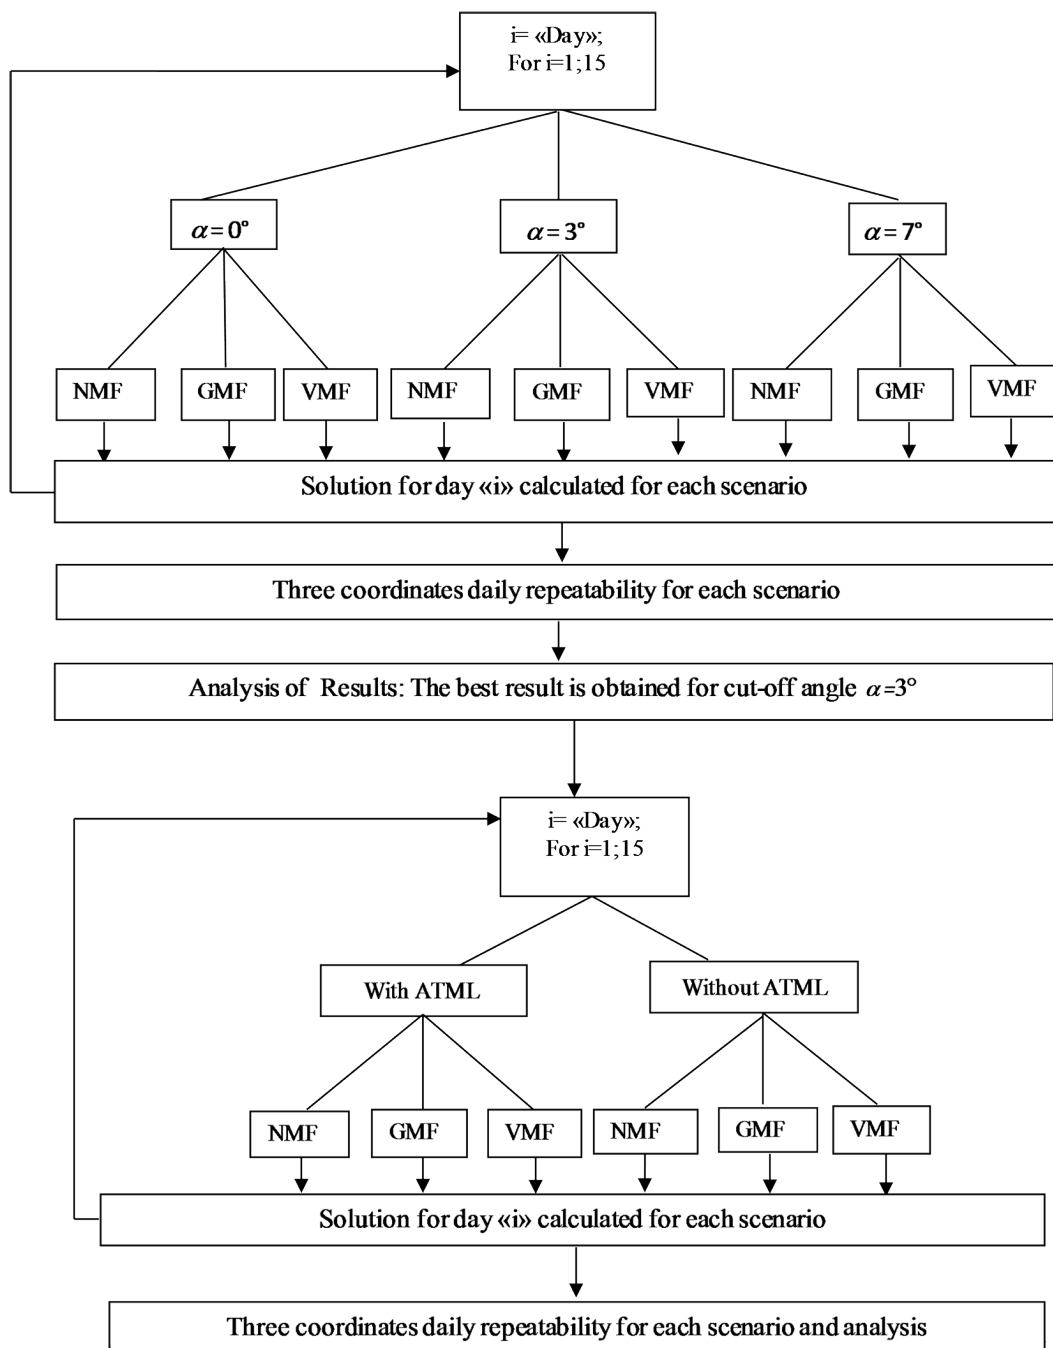 i= «Day»;
For i=1;15
α = 0°
α = 3°
α = 7°
NMF
GMF
VMF
NMF
GMF
VMF
NMF
GMF
VMF
Solution for day «i» calculated for each scenario
Three coordinates daily repeatability for each scenario
Analysis of Results: The best result is obtained for cut-off angle α=3°
i= «Day»;
For i=1;15
With ATML
Without ATML
NMF
GMF
VMF
NMF
GMF
VMF
Solution for day «i» calculated for each scenario
Three coordinates daily repeatability for each scenario and analysis